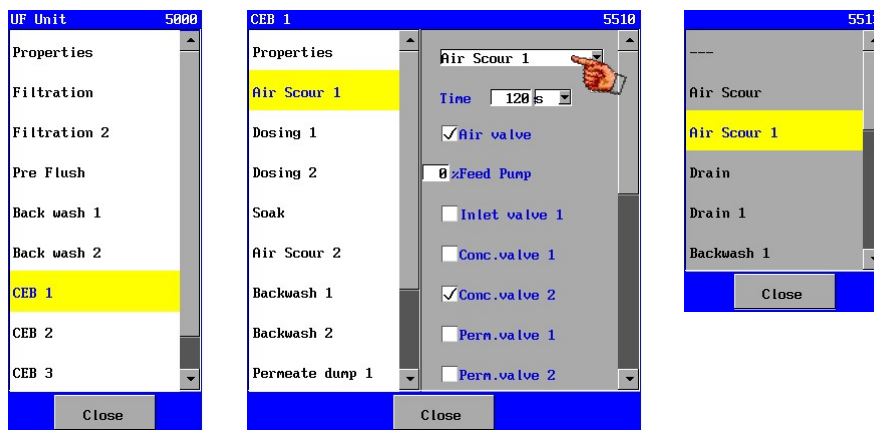 UF Unit 5000
Properties
Filtration
Filtration 2
Pre Flush
Back wash 1
Back wash 2
CEB 1
CEB 2
CEB 3
Close
CEB 1 5510
Properties
Air Scour 1
Dosing 1
Dosing 2
Soak
Air Scour 2
Backwash 1
Backwash 2
Permeate dump 1
Air Scour 1
Time 120 s
Air valve
0 %Feed Pump
Inlet valve 1
Conc.valve 1
Conc.valve 2
Perm.valve 1
Perm.valve 2
Close
---
Air Scour
Air Scour 1
Drain
Drain 1
Backwash 1
Close